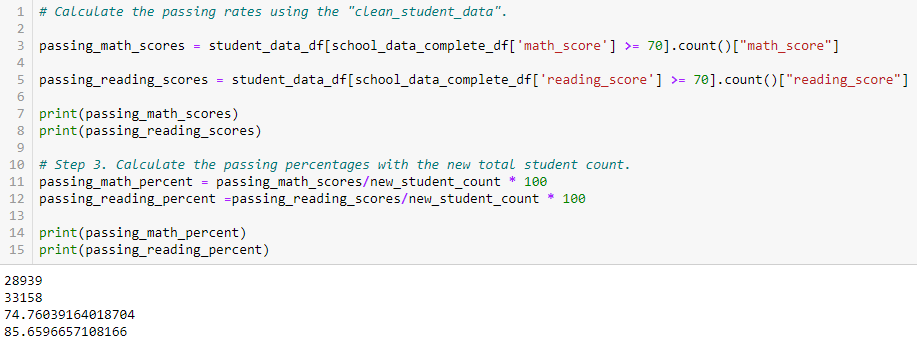 1 # Calculate the passing rates using the "clean_student_data".
2
3 passing_math_scores = student_data_df[school_data_complete_df['math_score'] >= 70].count()["math_score"]
4
5 passing_reading_scores = student_data_df[school_data_complete_df['reading_score'] >= 70].count()["reading_score"]
6
7 print(passing_math_scores)
8 print(passing_reading_scores)
9
10 # Step 3. Calculate the passing percentages with the new total student count.
11 passing_math_percent = passing_math_scores/new_student_count * 100
12 passing_reading_percent =passing_reading_scores/new_student_count * 100
13
14 print(passing_math_percent)
15 print(passing_reading_percent)
28939
33158
74.76039164018704
85.6596657108166